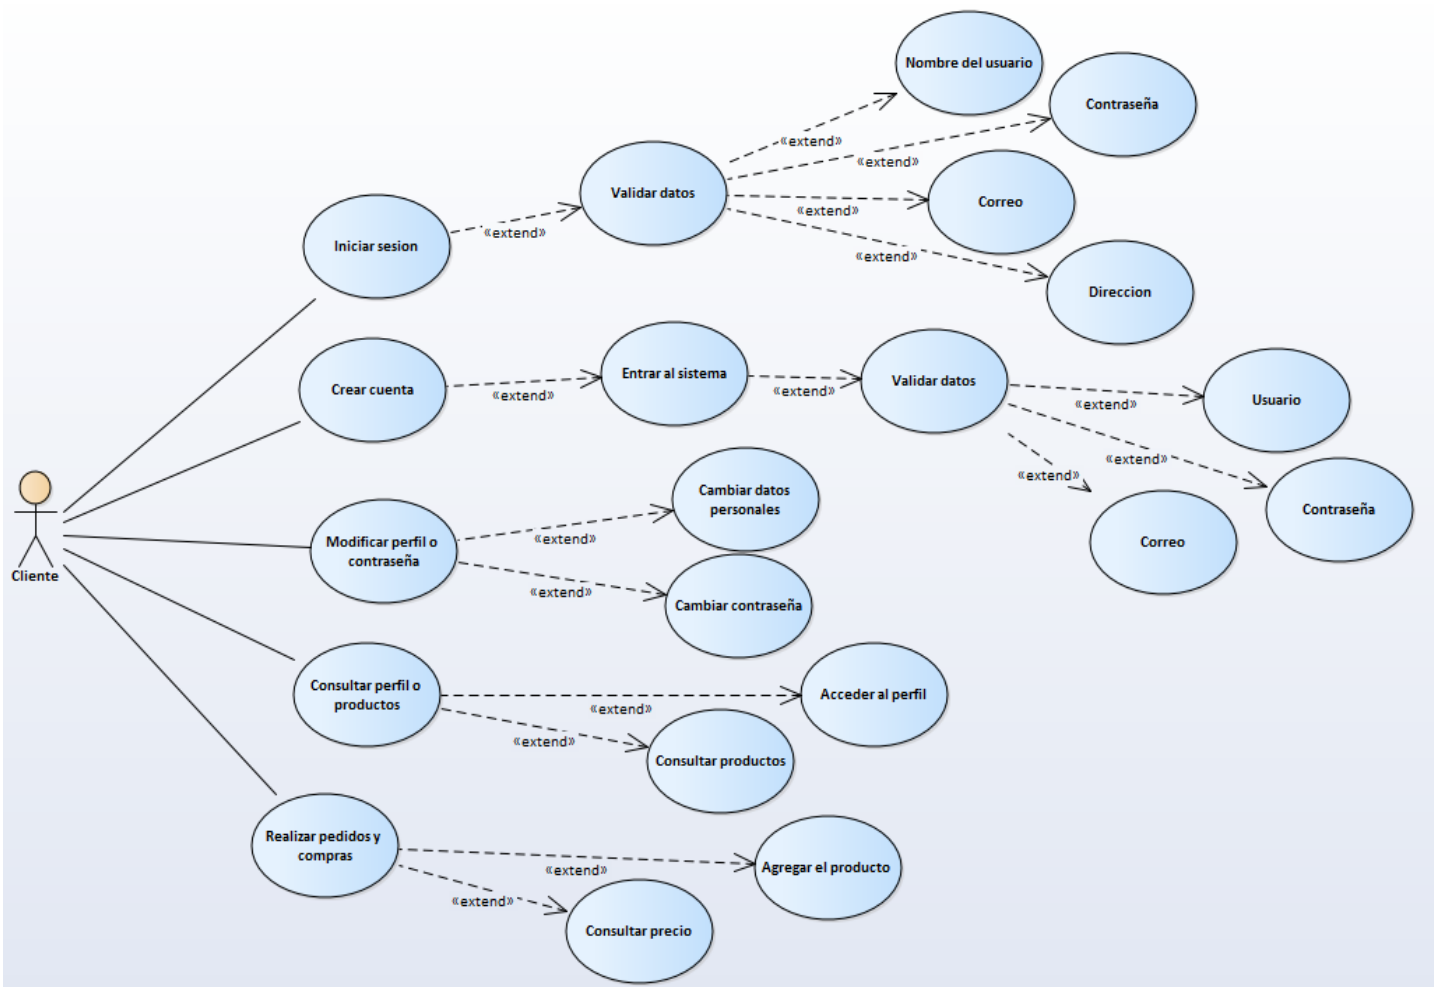 Nombre del usuario
Contraseña
«extend»
«extend»
Validar datos
Correo
«extend»
«extend»
Iniciar sesion
«extend»
Direccion
Crear cuenta
«extend»
Entrar al sistema
«extend»
Validar datos
«extend»
Usuario
«extend»
«extend»
Contraseña
Correo
Cliente
Modificar perfil o
contraseña
«extend»
«extend»
Cambiar datos
personales
Cambiar contraseña
Consultar perfil o
productos
«extend»
«extend»
Acceder al perfil
Consultar productos
Realizar pedidos y
compras
«extend»
«extend»
Agregar el producto
Consultar precio